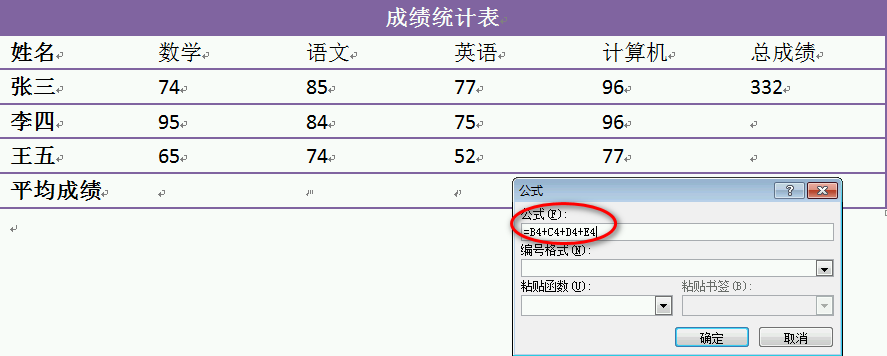 成绩统计表
姓名 数学 语文 英语 计算机 总成绩
张三 74 85 77 96 332
李四 95 84 75 96
王五 65 74 52 77
平均成绩
公式
公式(F):
=B4+C4+D4+E4
编号格式(N):
粘贴函数(U): 粘贴书签(B):
确定 取消